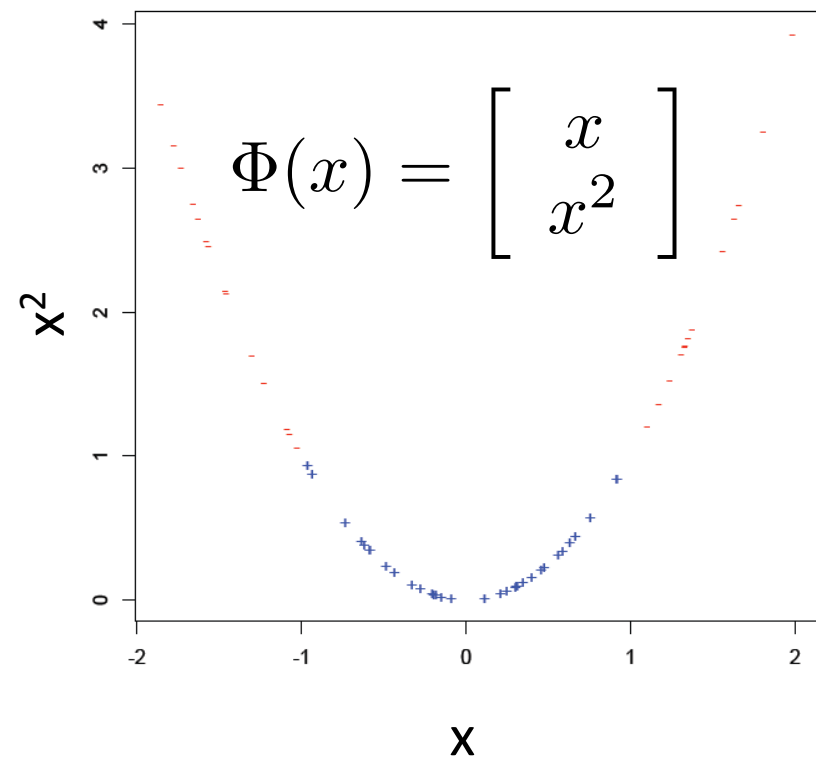 4
3
2
1
0
x²
Φ(x) = [ x
x² ]
-2 -1 0 1 2
x